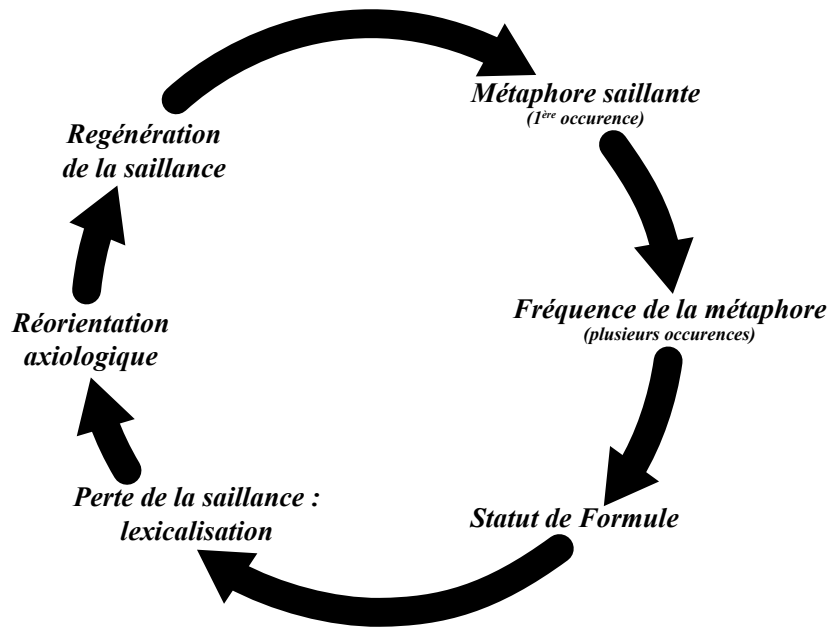 Métaphore saillante
(1ère occurence)
Fréquence de la métaphore
(plusieurs occurences)
Statut de Formule
Perte de la saillance :
lexicalisation
Réorientation
axiologique
Regénération
de la saillance